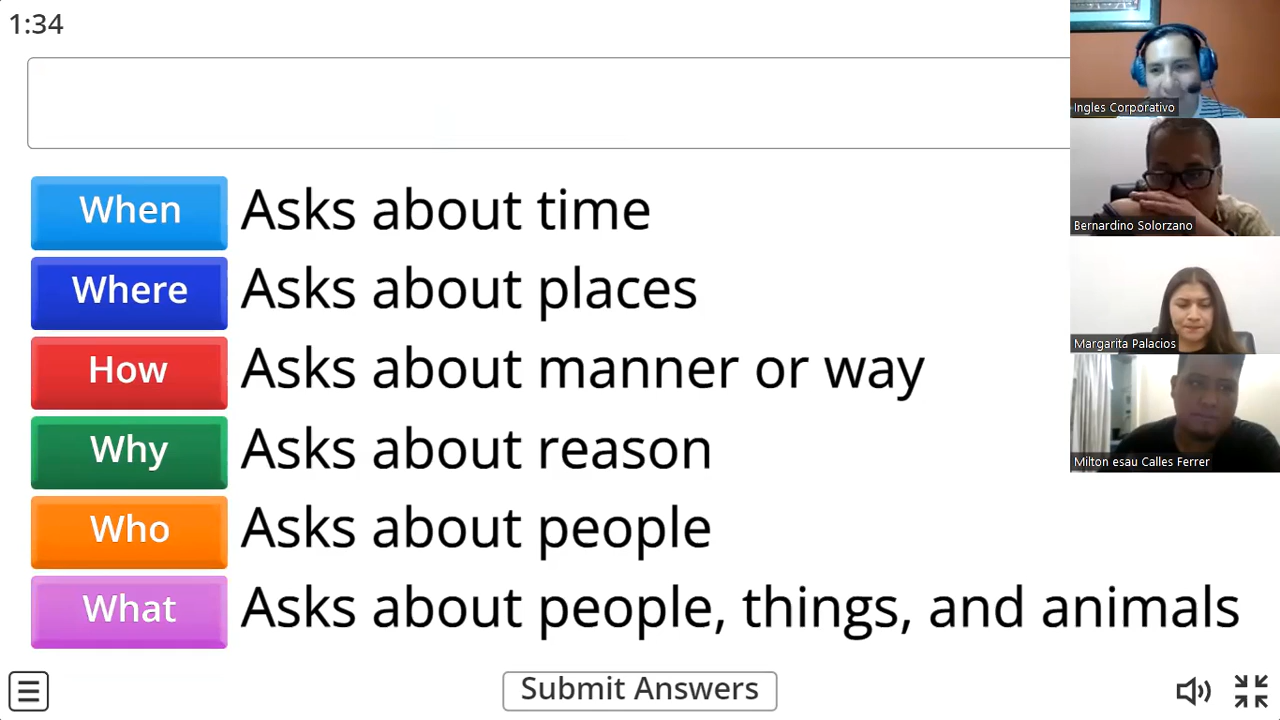 1:34
When Asks about time
Where Asks about places
How Asks about manner or way
Why Asks about reason
Who Asks about people
What Asks about people, things, and animals
Submit Answers
Ingles Corporativo
Bernardino Solorzano
Margarita Palacios
Milton esau Calles Ferrer